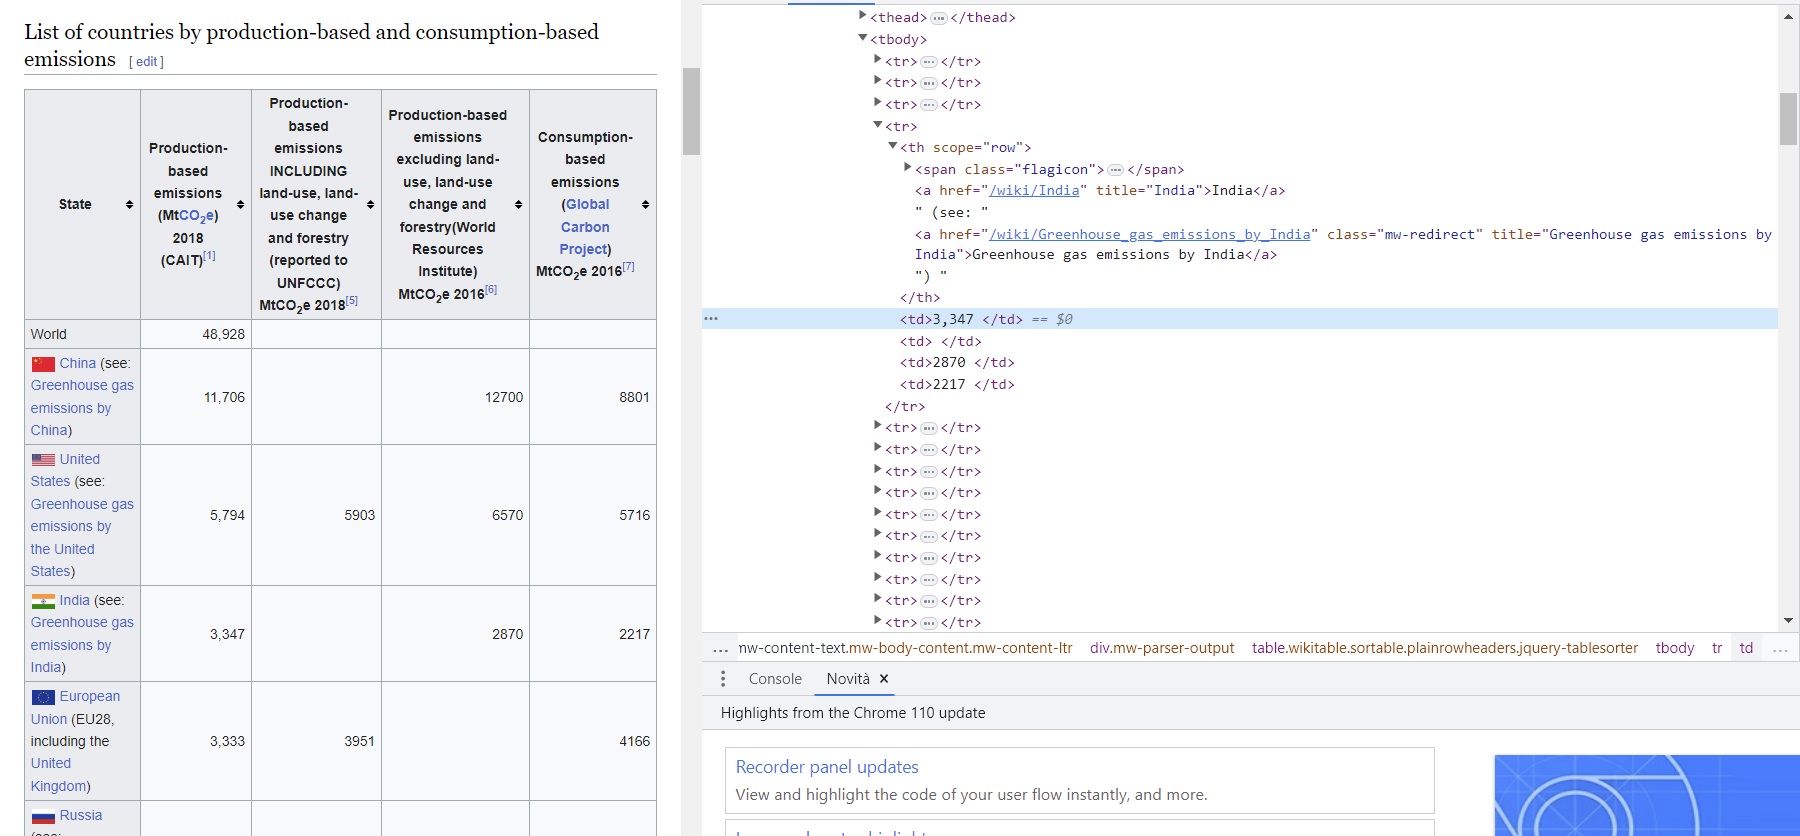 List of countries by production-based and consumption-based
emissions [ edit ]
State
Production-
based
emissions
(MtCO2e)
2018
(CAIT)[1]
Production-
based
emissions
INCLUDING
land-use, land-
use change
and forestry
(reported to
UNFCCC)
MtCO2e 2018[5]
Production-based
emissions
excluding land-
use, land-use
change and
forestry(World
Resources
Institute)
MtCO2e 2016[6]
Consumption-
based
emissions
(Global
Carbon
Project)
MtCO2e 2016[7]
World 48,928
China (see:
Greenhouse gas
emissions by
China)
11,706 12700 8801
United
States (see:
Greenhouse gas
emissions by
the United
States)
5,794 5903 6570 5716
India (see:
Greenhouse gas
emissions by
India)
3,347 2870 2217
European
Union (EU28,
including the
United
Kingdom)
3,333 3951 4166
Russia
<thead> ••• </thead>
<tbody>
<tr> ••• </tr>
<tr> ••• </tr>
<tr> ••• </tr>
<tr>
<th scope="row">
<span class="flagicon"> ••• </span>
<a href="/wiki/India" title="India">India</a>
" (see: "
<a href="/wiki/Greenhouse_gas_emissions_by_India" class="mw-redirect" title="Greenhouse gas emissions by
India">Greenhouse gas emissions by India</a>
") "
</th>
••• <td>3,347 </td> == $0
<td> </td>
<td>2870 </td>
<td>2217 </td>
</tr>
<tr> ••• </tr>
<tr> ••• </tr>
<tr> ••• </tr>
<tr> ••• </tr>
<tr> ••• </tr>
<tr> ••• </tr>
<tr> ••• </tr>
<tr> ••• </tr>
<tr> ••• </tr>
<tr> ••• </tr>
... mw-content-text.mw-body-content.mw-content-ltr div.mw-parser-output table.wikitable.sortable.plainrowheaders.jquery-tablesorter tbody tr td ...
Console Novità ×
Highlights from the Chrome 110 update
Recorder panel updates
View and highlight the code of your user flow instantly, and more.